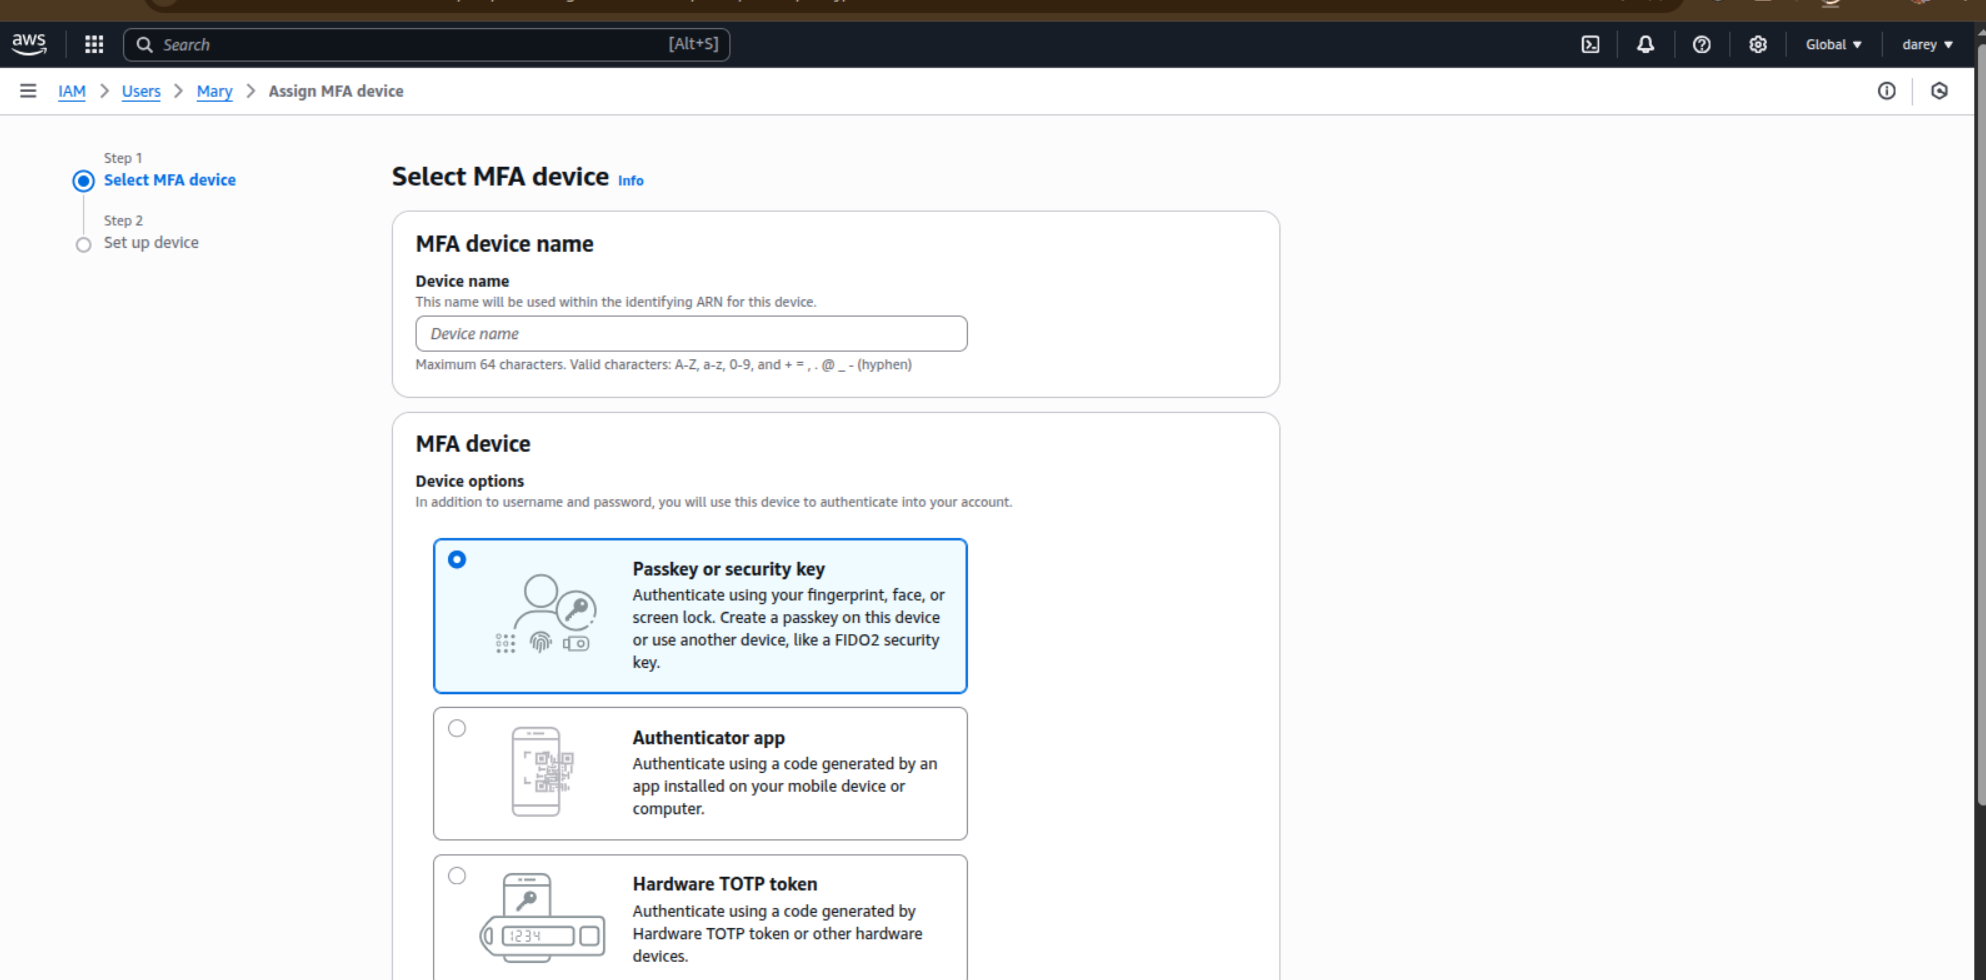 aws
Search
[Alt+S]
Global
darey
IAM > Users > Mary > Assign MFA device
Step 1
Select MFA device
Step 2
Set up device
Select MFA device Info
MFA device name
Device name
This name will be used within the identifying ARN for this device.
Device name
Maximum 64 characters. Valid characters: A-Z, a-z, 0-9, and + = , . @ _ - (hyphen)
MFA device
Device options
In addition to username and password, you will use this device to authenticate into your account.
Passkey or security key
Authenticate using your fingerprint, face, or
screen lock. Create a passkey on this device
or use another device, like a FIDO2 security
key.
Authenticator app
Authenticate using a code generated by an
app installed on your mobile device or
computer.
Hardware TOTP token
1234
Authenticate using a code generated by
Hardware TOTP token or other hardware
devices.